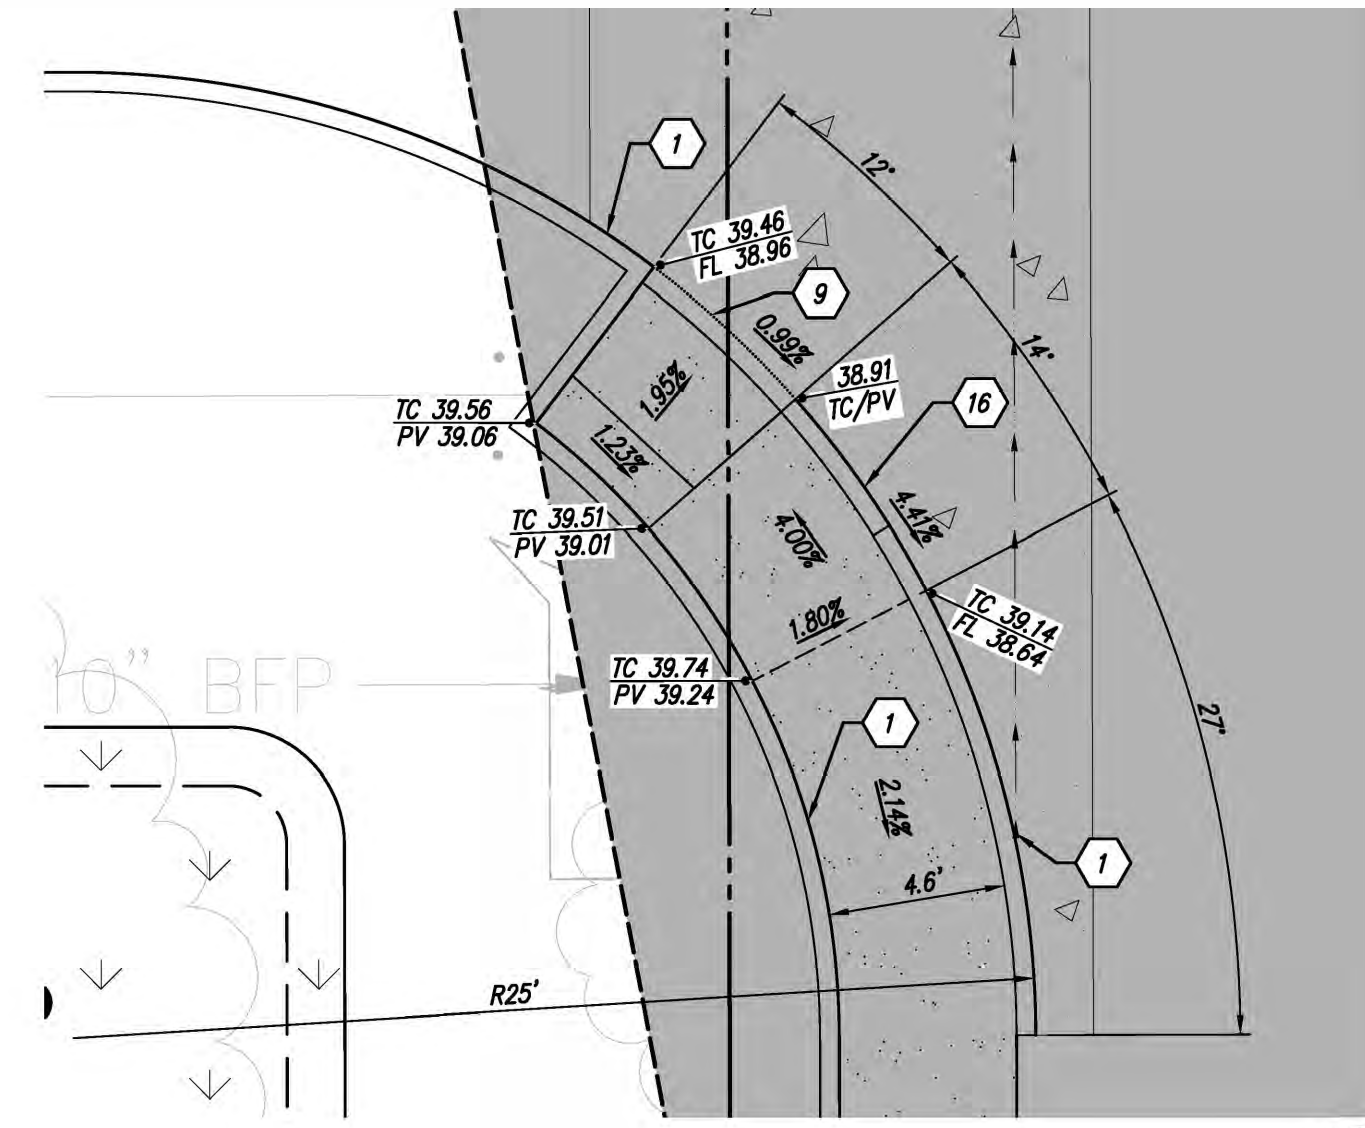 1
12°
TC 39.46
FL 38.96
9
0.99%
14°
38.91
TC/PV
16
1.95%
TC 39.56
PV 39.06
1.23%
4.41%
TC 39.51
PV 39.01
4.00%
1.80%
TC 39.14
FL 38.64
TC 39.74
PV 39.24
10" BFP
27°
1
2.14%
1
4.6'
R25'